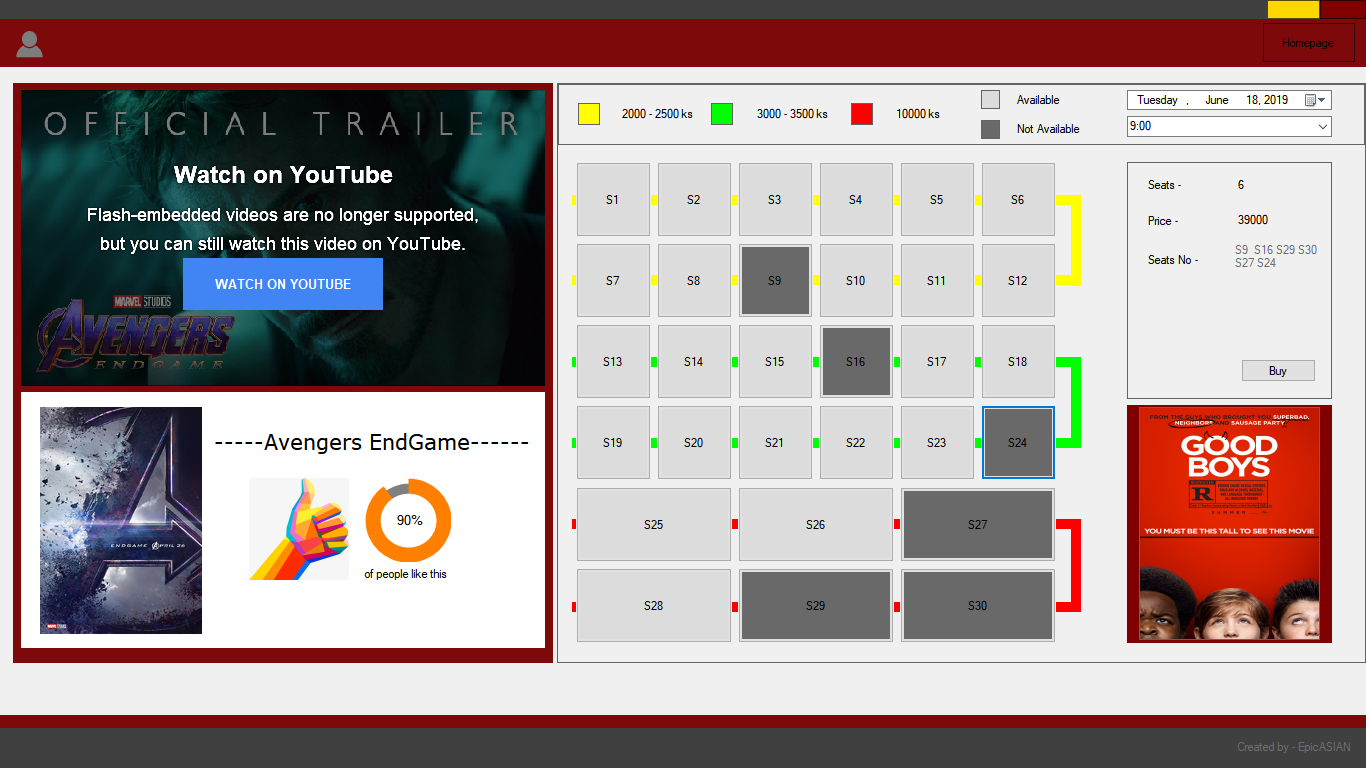 Homepage
OFFICIAL TRAILER
Watch on YouTube
Flash-embedded videos are no longer supported,
but you can still watch this video on YouTube.
WATCH ON YOUTUBE
MARVEL STUDIOS
AVENGERS
ENDGAME
-----Avengers EndGame------
ENDGAME APRIL 26
90%
of people like this
2000 - 2500 ks
3000 - 3500 ks
10000 ks
Available
Not Available
Tuesday , June 18, 2019
9:00
S1 S2 S3 S4 S5 S6
S7 S8 S9 S10 S11 S12
S13 S14 S15 S16 S17 S18
S19 S20 S21 S22 S23 S24
S25 S26 S27
S28 S29 S30
Seats - 6
Price - 39000
Seats No - S9 S16 S29 S30
S27 S24
Buy
FROM THE GUYS WHO BROUGHT YOU SUPERBAD,
NEIGHBORS AND SAUSAGE PARTY
GOOD
BOYS
R
SUMMER
YOU MUST BE THIS TALL TO SEE THIS MOVIE
Created by - EpicASIAN